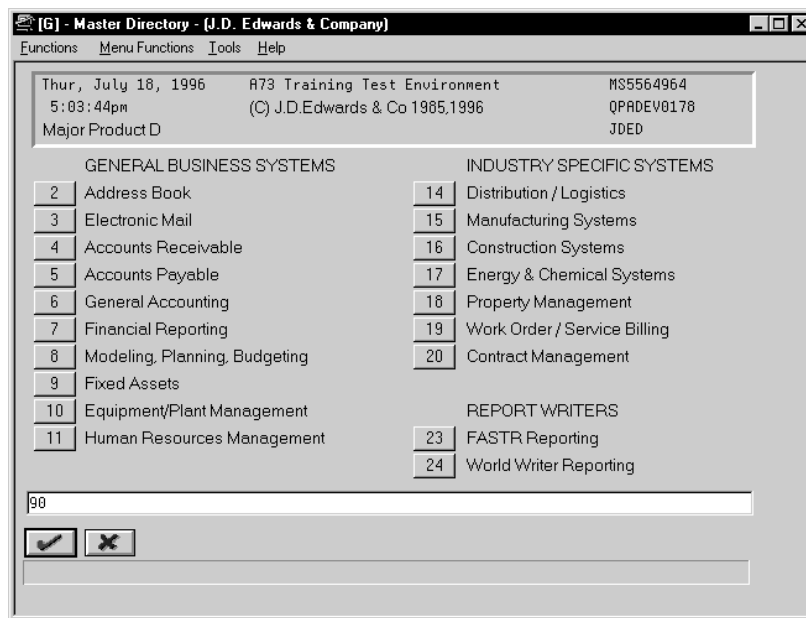 [G] - Master Directory - (J.D. Edwards & Company)
Functions Menu Functions Tools Help
Thur, July 18, 1996 A73 Training Test Environment MS5564964
5:03:44pm (C) J.D.Edwards & Co 1985,1996 QPADEV0178
Major Product D JDED
GENERAL BUSINESS SYSTEMS INDUSTRY SPECIFIC SYSTEMS
2 Address Book 14 Distribution / Logistics
3 Electronic Mail 15 Manufacturing Systems
4 Accounts Receivable 16 Construction Systems
5 Accounts Payable 17 Energy & Chemical Systems
6 General Accounting 18 Property Management
7 Financial Reporting 19 Work Order / Service Billing
8 Modeling, Planning, Budgeting 20 Contract Management
9 Fixed Assets
10 Equipment/Plant Management REPORT WRITERS
11 Human Resources Management 23 FASTR Reporting
24 World Writer Reporting
90